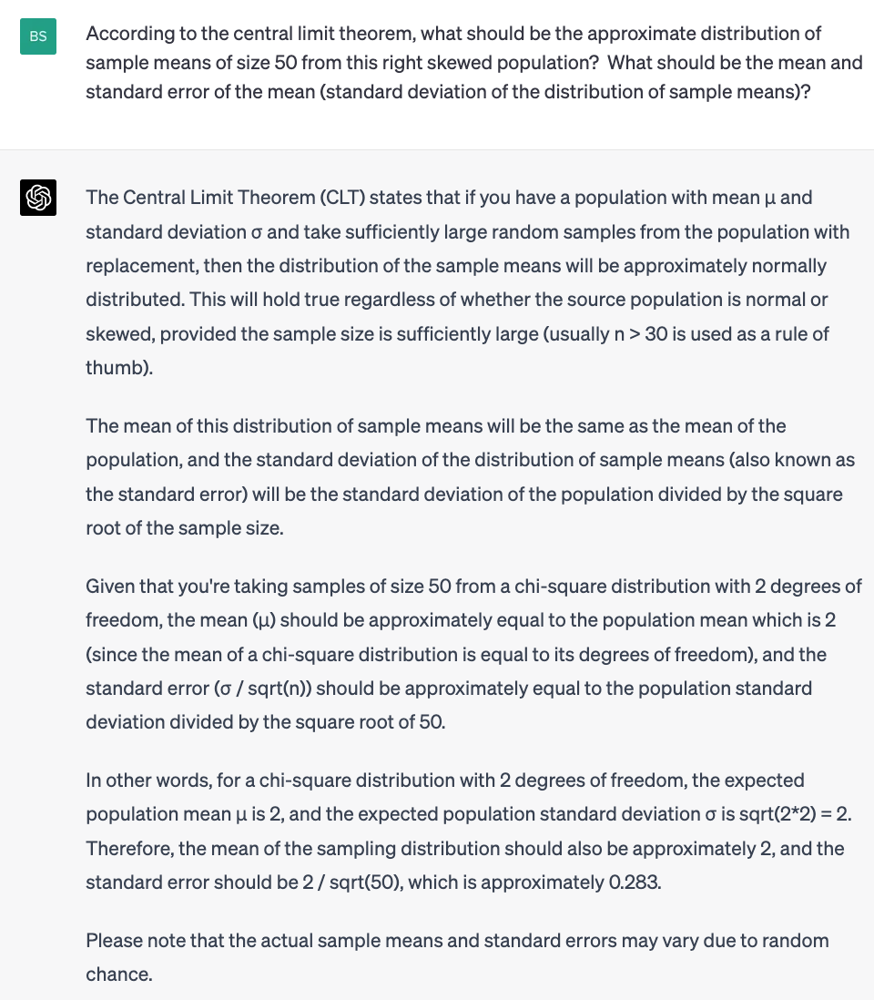 BS
According to the central limit theorem, what should be the approximate distribution of
sample means of size 50 from this right skewed population?  What should be the mean and
standard error of the mean (standard deviation of the distribution of sample means)?
The Central Limit Theorem (CLT) states that if you have a population with mean μ and
standard deviation σ and take sufficiently large random samples from the population with
replacement, then the distribution of the sample means will be approximately normally
distributed. This will hold true regardless of whether the source population is normal or
skewed, provided the sample size is sufficiently large (usually n > 30 is used as a rule of
thumb).
The mean of this distribution of sample means will be the same as the mean of the
population, and the standard deviation of the distribution of sample means (also known as
the standard error) will be the standard deviation of the population divided by the square
root of the sample size.
Given that you're taking samples of size 50 from a chi-square distribution with 2 degrees of
freedom, the mean (μ) should be approximately equal to the population mean which is 2
(since the mean of a chi-square distribution is equal to its degrees of freedom), and the
standard error (σ / sqrt(n)) should be approximately equal to the population standard
deviation divided by the square root of 50.
In other words, for a chi-square distribution with 2 degrees of freedom, the expected
population mean μ is 2, and the expected population standard deviation σ is sqrt(2*2) = 2.
Therefore, the mean of the sampling distribution should also be approximately 2, and the
standard error should be 2 / sqrt(50), which is approximately 0.283.
Please note that the actual sample means and standard errors may vary due to random
chance.